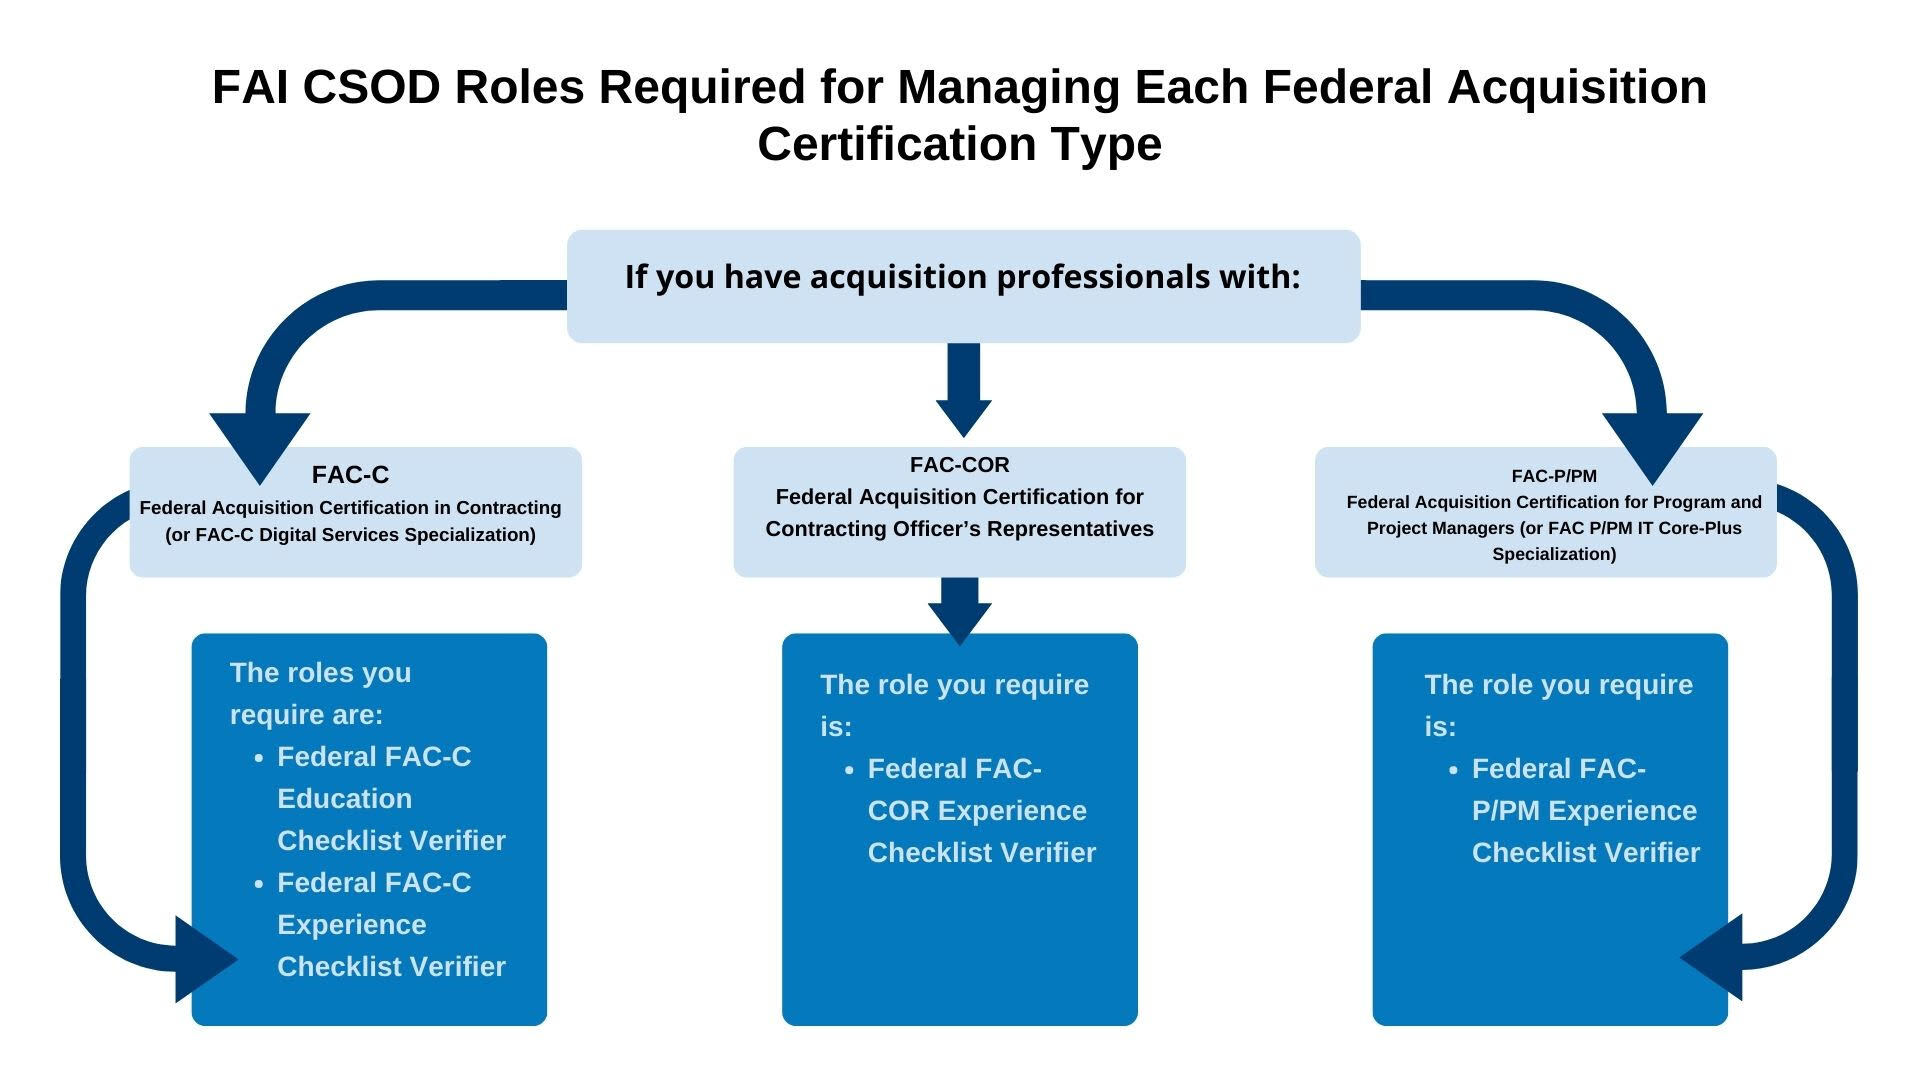 FAI CSOD Roles Required for Managing Each Federal Acquisition
Certification Type
If you have acquisition professionals with:
FAC-C
Federal Acquisition Certification in Contracting
(or FAC-C Digital Services Specialization)
FAC-COR
Federal Acquisition Certification for
Contracting Officer’s Representatives
FAC-P/PM
Federal Acquisition Certification for Program and
Project Managers (or FAC P/PM IT Core-Plus
Specialization)
The roles you
require are:
• Federal FAC-C
Education
Checklist Verifier
• Federal FAC-C
Experience
Checklist Verifier
The role you require
is:
• Federal FAC-
COR Experience
Checklist Verifier
The role you require
is:
• Federal FAC-
P/PM Experience
Checklist Verifier